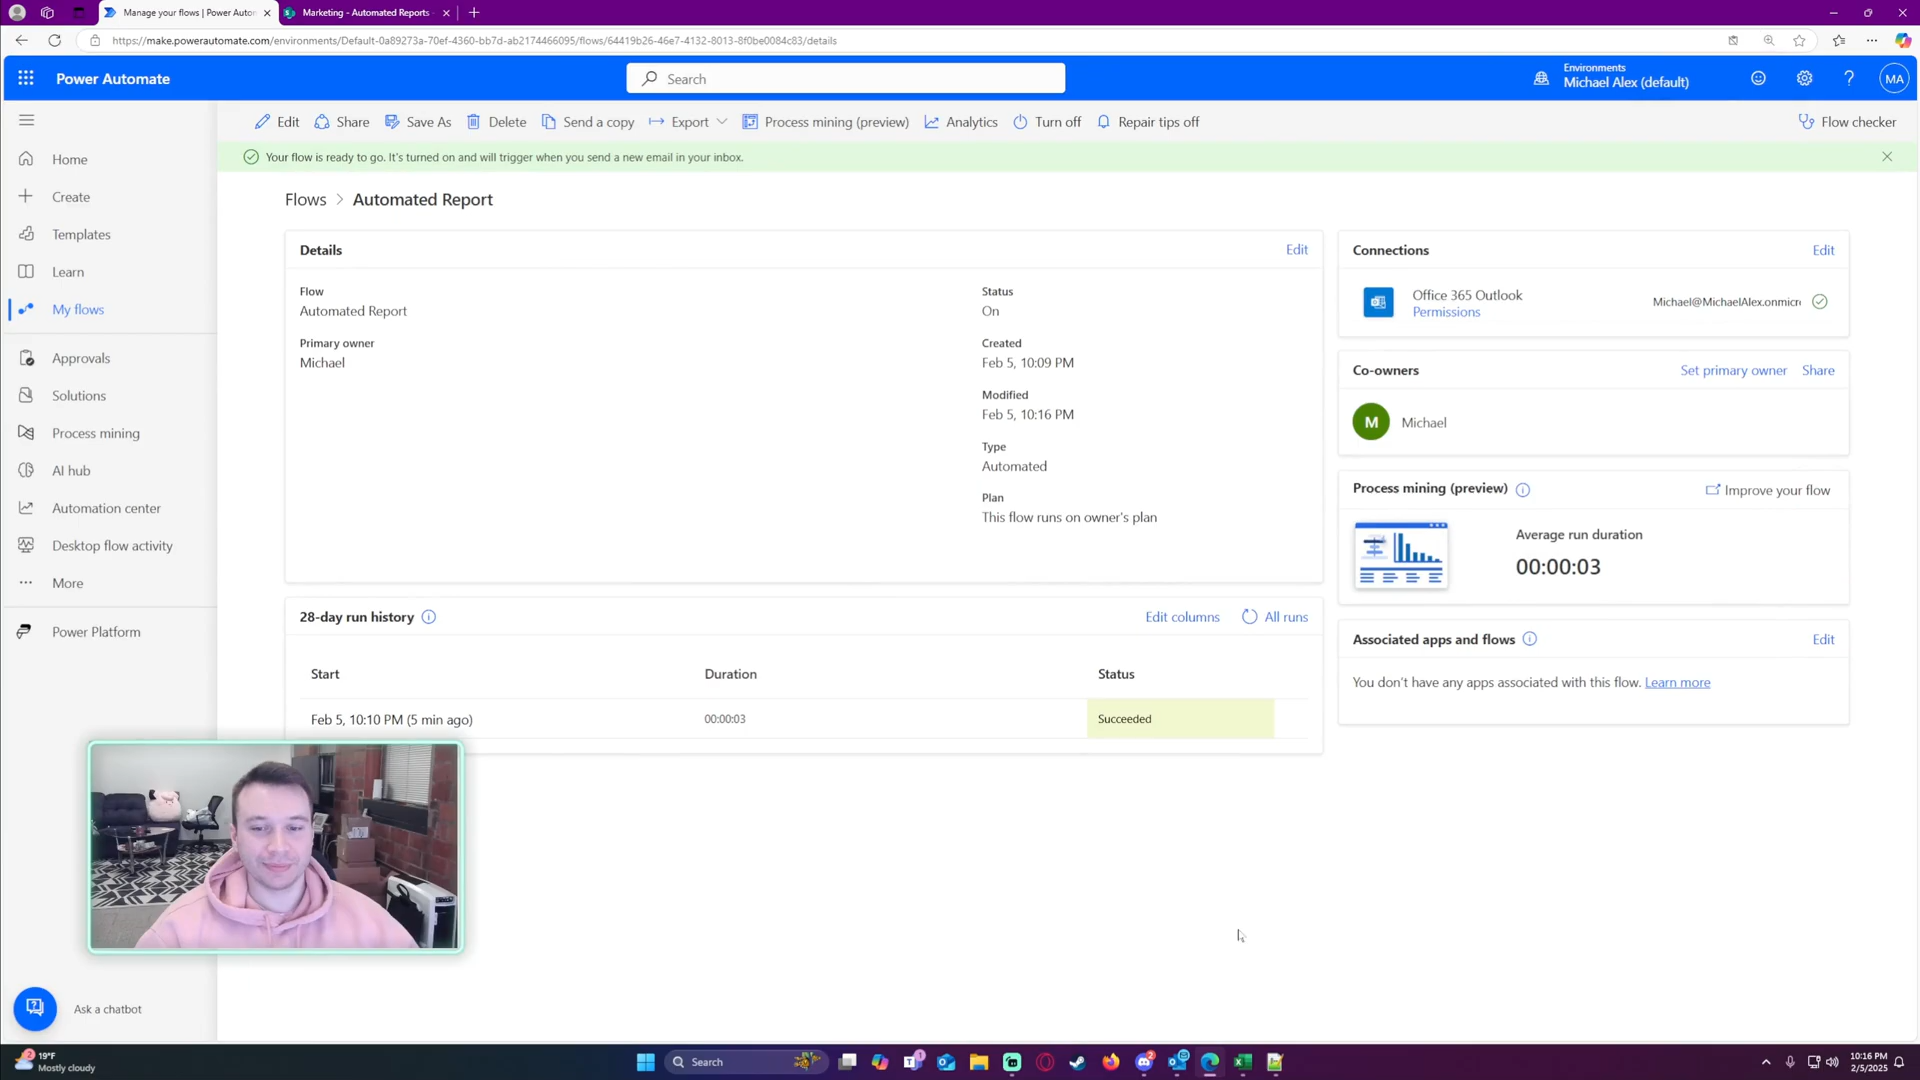 Manage your flows | Power Autom
Marketing - Automated Reports
https://make.powerautomate.com/environments/Default-0a89273a-70ef-4360-bb7d-ab2174466095/flows/64419b26-46e7-4132-8013-8f0be0084c83/details
Power Automate
Search
Environments
Michael Alex (default)
MA
Edit
Share
Save As
Delete
Send a copy
Export
Process mining (preview)
Analytics
Turn off
Repair tips off
Flow checker
Your flow is ready to go. It's turned on and will trigger when you send a new email in your inbox.
Home
Create
Templates
Learn
My flows
Approvals
Solutions
Process mining
AI hub
Automation center
Desktop flow activity
More
Power Platform
Ask a chatbot
Flows > Automated Report
Details
Edit
Flow
Automated Report
Primary owner
Michael
Status
On
Created
Feb 5, 10:09 PM
Modified
Feb 5, 10:16 PM
Type
Automated
Plan
This flow runs on owner's plan
28-day run history
Edit columns
All runs
Start
Duration
Status
Feb 5, 10:10 PM (5 min ago)
00:00:03
Succeeded
Connections
Edit
Office 365 Outlook
Permissions
Michael@MichaelAlex.onmicr
Co-owners
Set primary owner
Share
M
Michael
Process mining (preview)
Improve your flow
Average run duration
00:00:03
Associated apps and flows
Edit
You don't have any apps associated with this flow. Learn more
19°F
Mostly cloudy
Search
10:16 PM
2/5/2025